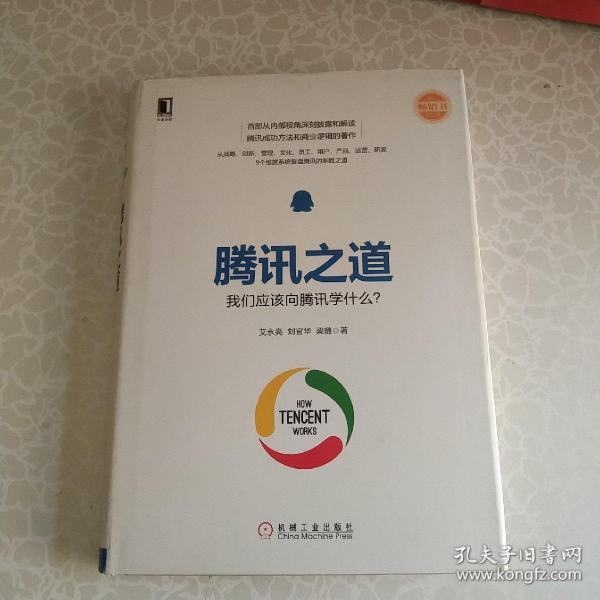 畅销书
首部从内部视角深刻披露和解读
腾讯成功方法和商业逻辑的著作
从战略、创新、管理、文化、员工、用户、产品、运营、研发
9个维度系统复盘腾讯的制胜之道
腾讯之道
我们应该向腾讯学什么?
艾永亮 刘官华 梁璐◎著
HOW
TENCENT
WORKS
机械工业出版社
China Machine Press
孔夫子旧书网
www.kongfz.com